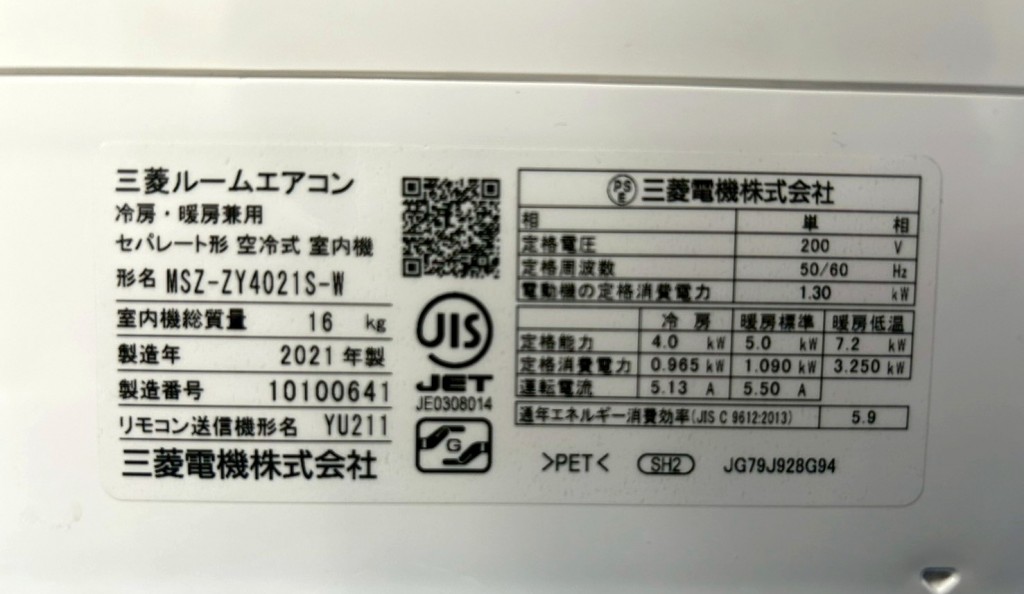 三菱ルームエアコン
冷房・暖房兼用
セパレート形 空冷式 室内機
形名 MSZ-ZY4021S-W
室内機総質量 16 kg
製造年 2021 年製
製造番号 10100641
リモコン送信機形名 YU211
三菱電機株式会社
JIS
JET
JE0308014
G
PS E 三菱電機株式会社
相 単 相
定格電圧 200 V
定格周波数 50/60 Hz
電動機の定格消費電力 1.30 kW
冷 房 暖房標準 暖房低温
定格能力 4.0 kW 5.0 kW 7.2 kW
定格消費電力 0.965 kW 1.090 kW 3.250 kW
運転電流 5.13 A 5.50 A
通年エネルギー消費効率(JIS C 9612:2013) 5.9
>PET< SH2 JG79J928G94